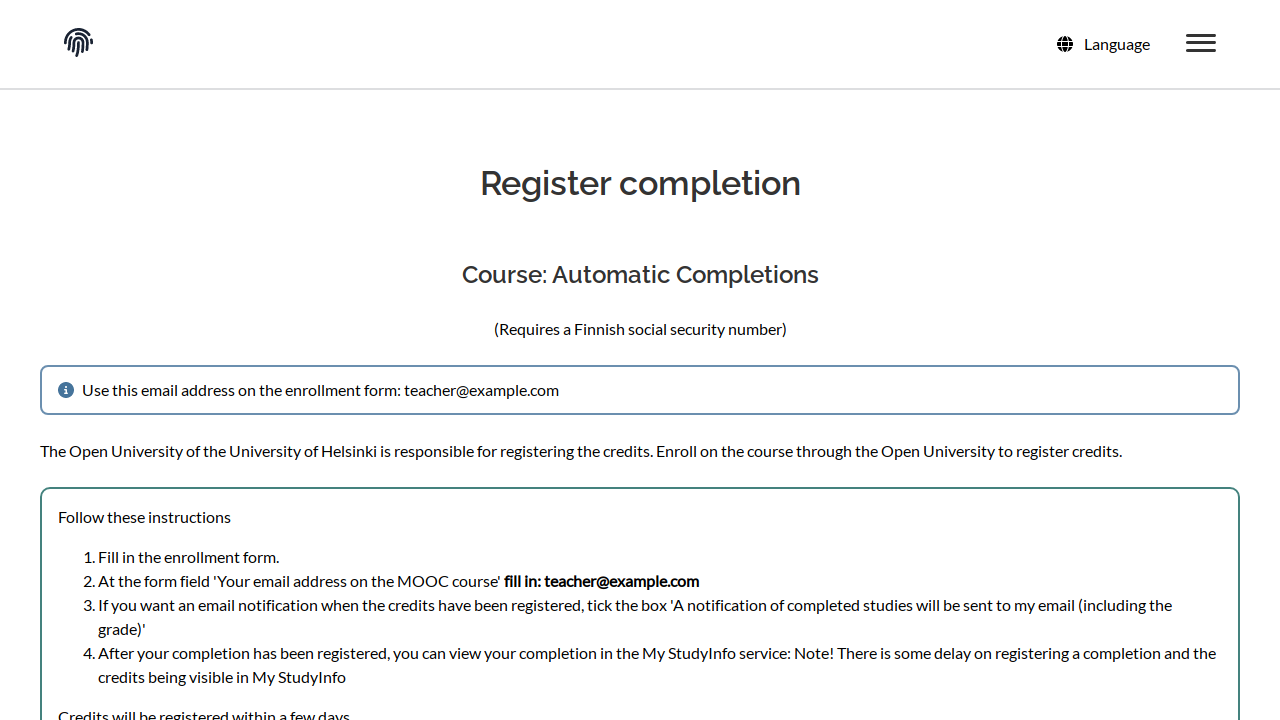 Language
Register completion
Course: Automatic Completions
(Requires a Finnish social security number)
Use this email address on the enrollment form: teacher@example.com
The Open University of the University of Helsinki is responsible for registering the credits. Enroll on the course through the Open University to register credits.
Follow these instructions
1. Fill in the enrollment form.
2. At the form field 'Your email address on the MOOC course' fill in: teacher@example.com
3. If you want an email notification when the credits have been registered, tick the box 'A notification of completed studies will be sent to my email (including the
grade)'
4. After your completion has been registered, you can view your completion in the My StudyInfo service: Note! There is some delay on registering a completion and the
credits being visible in My StudyInfo
Credits will be registered within a few days.